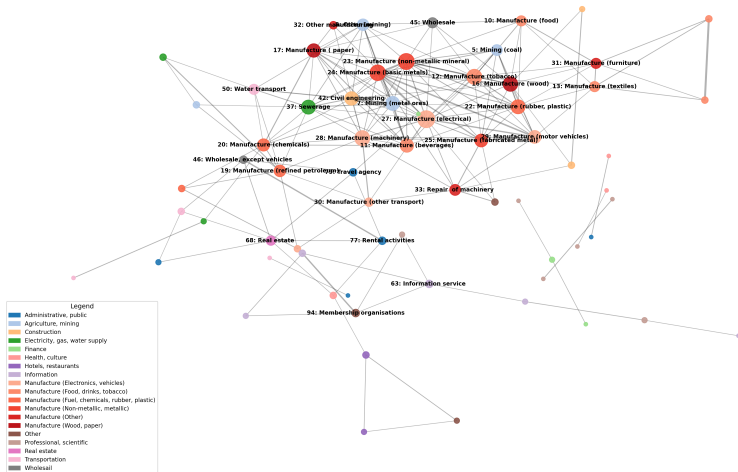 10: Manufacture (food)
45: Wholesale
32: Other manufacturing
5: Mining (coal)
17: Manufacture ( paper)
23: Manufacture (non-metallic mineral)
31: Manufacture (furniture)
24: Manufacture (basic metals)
12: Manufacture (tobacco)
16: Manufacture (wood)
13: Manufacture (textiles)
50: Water transport
42: Civil engineering
7: Mining (metal ores)
37: Sewerage
22: Manufacture (rubber, plastic)
27: Manufacture (electrical)
28: Manufacture (machinery)
29: Manufacture (motor vehicles)
25: Manufacture (fabricated metal)
20: Manufacture (chemicals)
11: Manufacture (beverages)
46: Wholesale, except vehicles
19: Manufacture (refined petroleum)
Travel agency
33: Repair of machinery
30: Manufacture (other transport)
68: Real estate
77: Rental activities
63: Information service
94: Membership organisations
Legend
Administrative, public
Agriculture, mining
Construction
Electricity, gas, water supply
Finance
Health, culture
Hotels, restaurants
Information
Manufacture (Electronics, vehicles)
Manufacture (Food, drinks, tobacco)
Manufacture (Fuel, chemicals, rubber, plastic)
Manufacture (Non-metallic, metallic)
Manufacture (Other)
Manufacture (Wood, paper)
Other
Professional, scientific
Real estate
Transportation
Wholesail